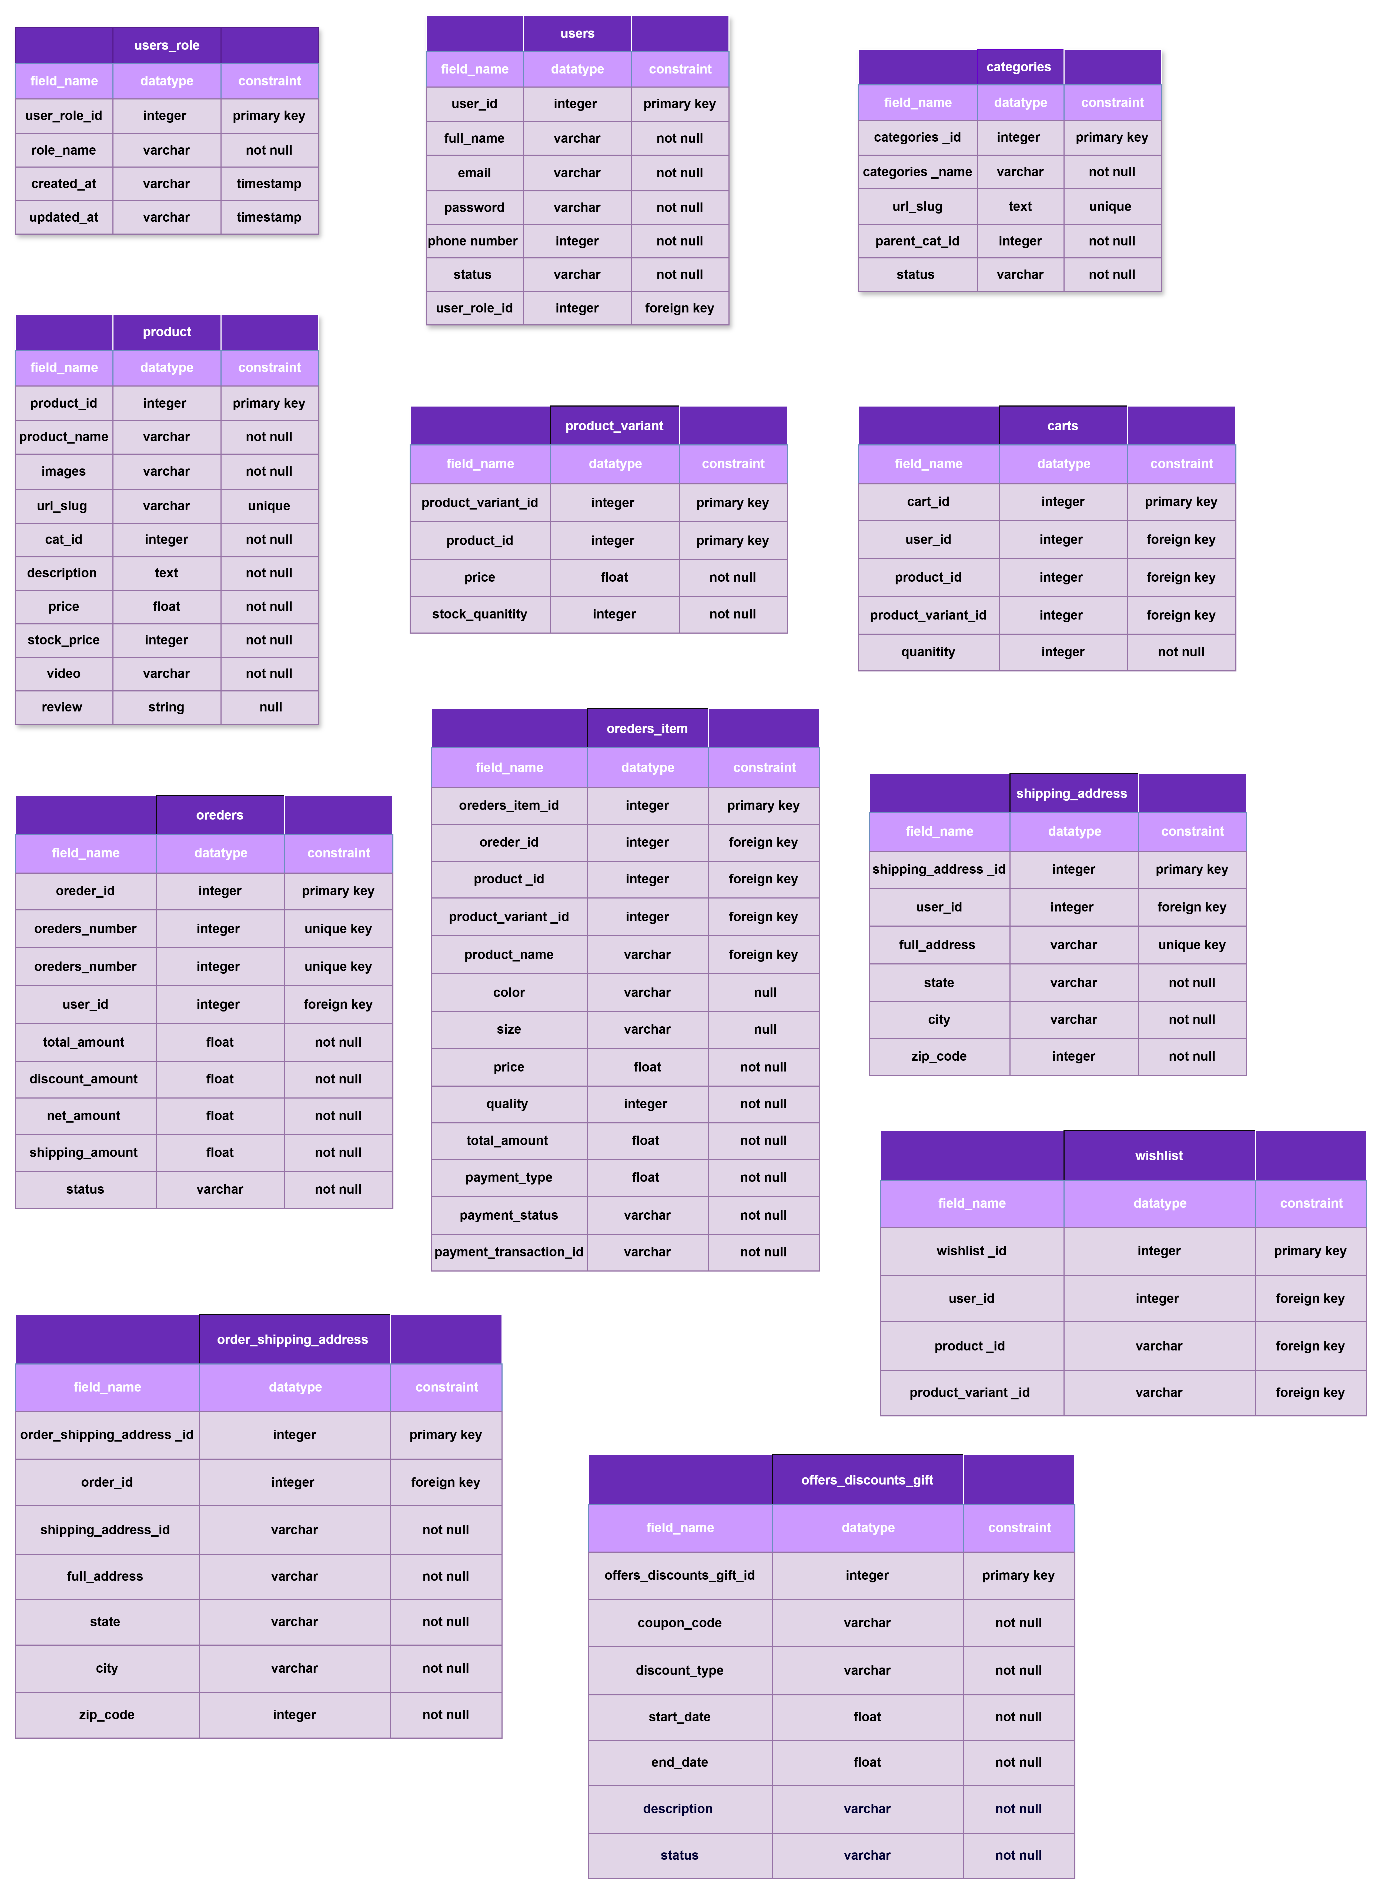 users_role
field_name datatype constraint
user_role_id integer primary key
role_name varchar not null
created_at varchar timestamp
updated_at varchar timestamp
users
field_name datatype constraint
user_id integer primary key
full_name varchar not null
email varchar not null
password varchar not null
phone number integer not null
status varchar not null
user_role_id integer foreign key
categories
field_name datatype constraint
categories _id integer primary key
categories _name varchar not null
url_slug text unique
parent_cat_id integer not null
status varchar not null
product
field_name datatype constraint
product_id integer primary key
product_name varchar not null
images varchar not null
url_slug varchar unique
cat_id integer not null
description text not null
price float not null
stock_price integer not null
video varchar not null
review string null
product_variant
field_name datatype constraint
product_variant_id integer primary key
product_id integer primary key
price float not null
stock_quanitity integer not null
carts
field_name datatype constraint
cart_id integer primary key
user_id integer foreign key
product_id integer foreign key
product_variant_id integer foreign key
quanitity integer not null
oreders
field_name datatype constraint
oreder_id integer primary key
oreders_number integer unique key
oreders_number integer unique key
user_id integer foreign key
total_amount float not null
discount_amount float not null
net_amount float not null
shipping_amount float not null
status varchar not null
oreders_item
field_name datatype constraint
oreders_item_id integer primary key
oreder_id integer foreign key
product _id integer foreign key
product_variant _id integer foreign key
product_name varchar foreign key
color varchar null
size varchar null
price float not null
quality integer not null
total_amount float not null
payment_type float not null
payment_status varchar not null
payment_transaction_id varchar not null
shipping_address
field_name datatype constraint
shipping_address _id integer primary key
user_id integer foreign key
full_address varchar unique key
state varchar not null
city varchar not null
zip_code integer not null
wishlist
field_name datatype constraint
wishlist _id integer primary key
user_id integer foreign key
product _id varchar foreign key
product_variant _id varchar foreign key
order_shipping_address
field_name datatype constraint
order_shipping_address _id integer primary key
order_id integer foreign key
shipping_address_id varchar not null
full_address varchar not null
state varchar not null
city varchar not null
zip_code integer not null
offers_discounts_gift
field_name datatype constraint
offers_discounts_gift_id integer primary key
coupon_code varchar not null
discount_type varchar not null
start_date float not null
end_date float not null
description varchar not null
status varchar not null